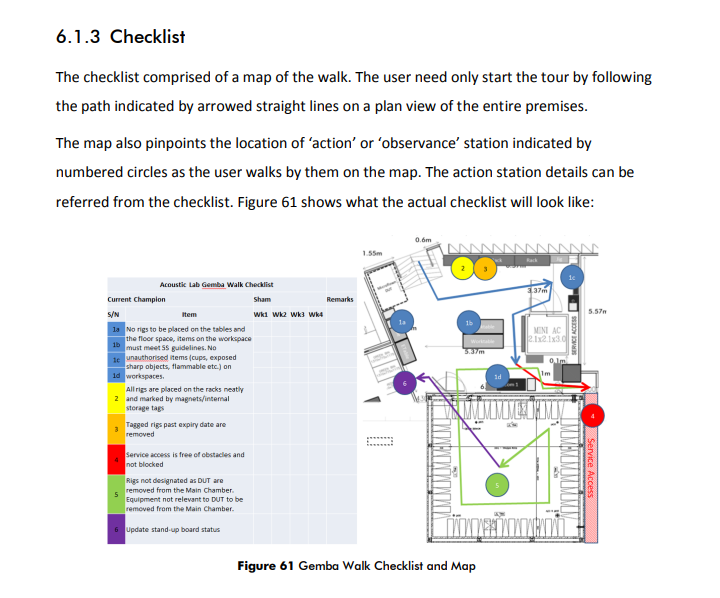 6.1.3 Checklist
The checklist comprised of a map of the walk. The user need only start the tour by following
the path indicated by arrowed straight lines on a plan view of the entire premises.
The map also pinpoints the location of ‘action’ or ‘observance’ station indicated by
numbered circles as the user walks by them on the map. The action station details can be
referred from the checklist. Figure 61 shows what the actual checklist will look like:
Acoustic Lab Gemba Walk Checklist
Current Champion Sham Remarks
S/N Item Wk1 Wk2 Wk3 Wk4
1a No rigs to be placed on the tables and
the floor space, items on the workspace
1b must meet 5S guidelines. No
1c unauthorised items (cups, exposed
sharp objects, flammable etc.) on
1d workspaces.
All rigs are placed on the racks neatly
2 and marked by magnets/internal
storage tags
3 Tagged rigs past expiry date are
removed
4 Service access is free of obstacles and
not blocked
Rigs not designated as DUT are
5 removed from the Main Chamber.
Equipment not relevant to DUT to be
removed from the Main Chamber.
6 Update stand-up board status
0.6m
1.55m
2
3
Rack
1c
3.37m
5.57m
1a
1b
MINI AC
2.1x2.1x3.0
SERVICE ACCESS
5.37m
0.1m
1m
1d
6
4
Service Access
5
Figure 61 Gemba Walk Checklist and Map